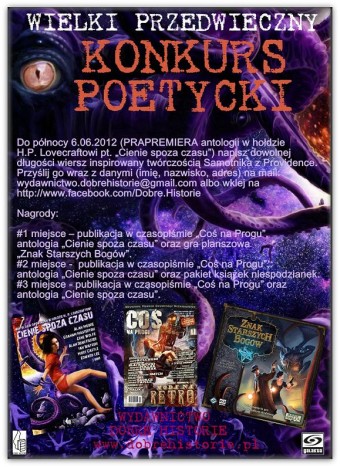 WIELKI PRZEDWIECZNY
KONKURS
POETYCKI
Do północy 6.06.2012 (PRAPREMIERA antologii w hołdzie
H.P. Lovecraftowi pt. „Cienie spoza czasu”) napisz dowolnej
długości wiersz inspirowany twórczością Samotnika z Providence.
Przyślij go wraz z danymi (imię, nazwisko, adres) na mail:
wydawnictwo.dobrehistorie@gmail.com albo wklej na
http://www.facebook.com/Dobre.Historie
Nagrody:
#1 miejsce – publikacja w czasopiśmie „Coś na Progu”,
antologia „Cienie spoza czasu” oraz gra planszowa
„Znak Starszych Bogów”.
#2 miejsce - publikacja w czasopiśmie „Coś na Progu”,
antologia „Cienie spoza czasu” oraz pakiet książek niespodzianek.
#3 miejsce - publikacja w czasopiśmie „Coś na Progu” oraz
antologia „Cienie spoza czasu”
CIENIE SPOZA CZASU
COŚ
NA PROGU
RETRO
ZNAK
STARSZYCH
BOGÓW
WYDAWNICTWO
DOBRE HISTORIE
www.dobrehistorie.pl
GALAKTA